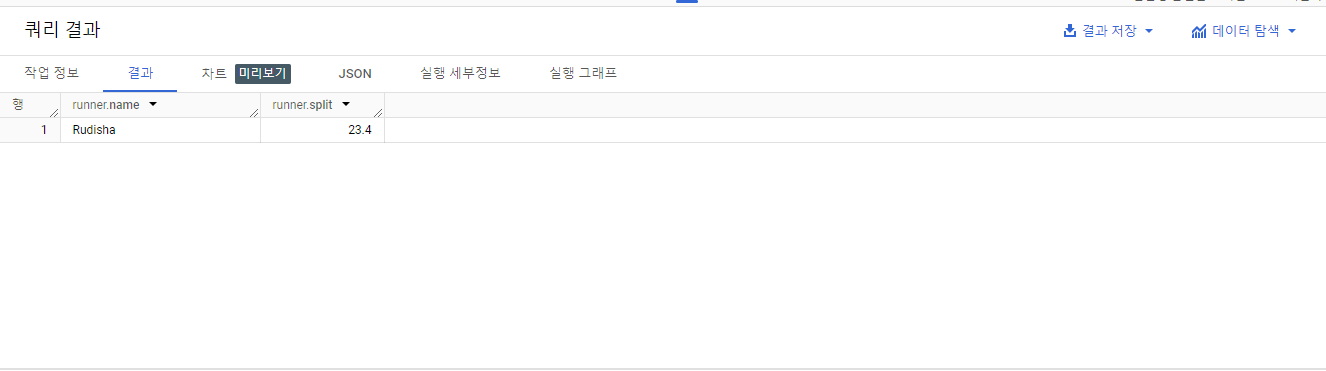 쿼리 결과
결과 저장
데이터 탐색
작업 정보
결과
차트 미리보기
JSON
실행 세부정보
실행 그래프
행 runner.name runner.split
1 Rudisha 23.4